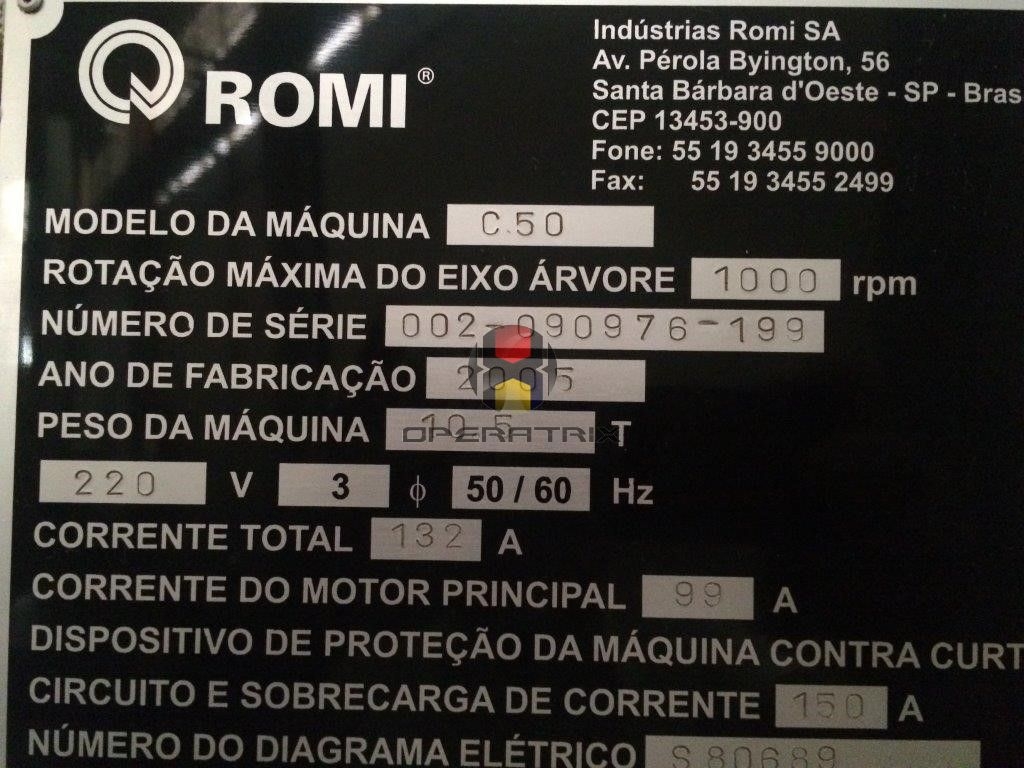 ROMI®
Indústrias Romi SA
Av. Pérola Byington, 56
Santa Bárbara d'Oeste - SP - Bras
CEP 13453-900
Fone: 55 19 3455 9000
Fax: 55 19 3455 2499
MODELO DA MÁQUINA C.50
ROTAÇÃO MÁXIMA DO EIXO ÁRVORE 1000 rpm
NÚMERO DE SÉRIE 002-090976-199
ANO DE FABRICAÇÃO 2005
PESO DA MÁQUINA 10.5 T
OPERATRIX
220 V 3 ϕ 50 / 60 Hz
CORRENTE TOTAL 132 A
CORRENTE DO MOTOR PRINCIPAL 99 A
DISPOSITIVO DE PROTEÇÃO DA MÁQUINA CONTRA CURT
CIRCUITO E SOBRECARGA DE CORRENTE 150 A
NÚMERO DO DIAGRAMA ELÉTRICO S80689